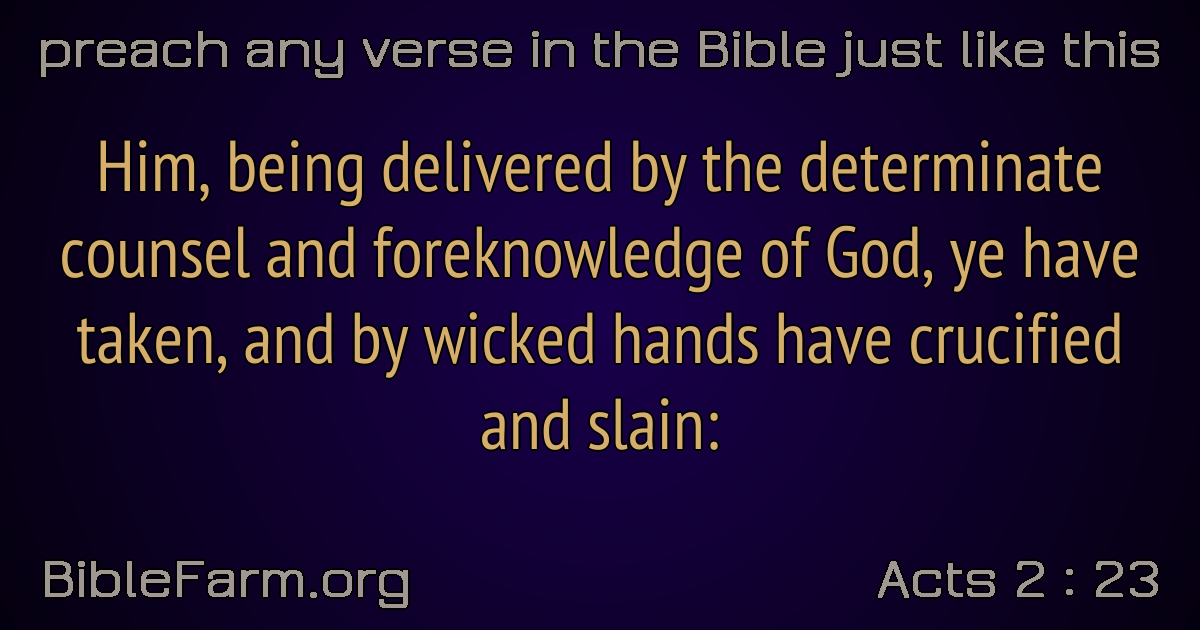 preach any verse in the Bible just like this
Him, being delivered by the determinate
counsel and foreknowledge of God, ye have
taken, and by wicked hands have crucified
and slain:
BibleFarm.org
Acts 2 : 23